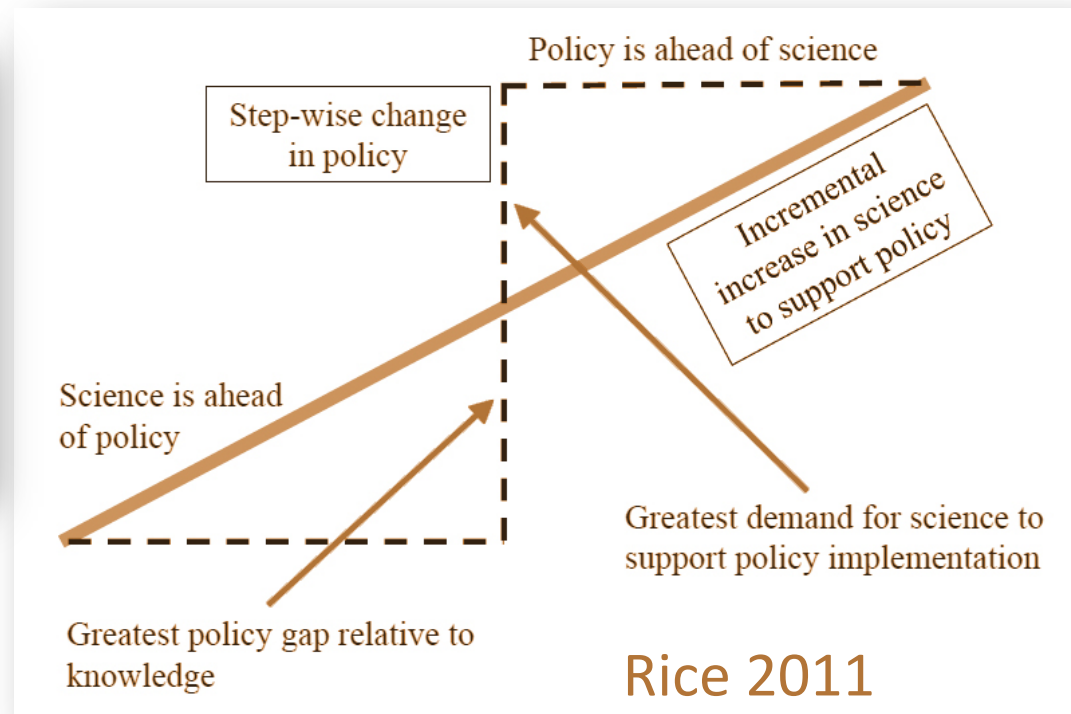 Policy is ahead of science
Step-wise change
in policy
Incremental
increase in science
to support policy
Science is ahead
of policy
Greatest demand for science to
support policy implementation
Greatest policy gap relative to
knowledge
Rice 2011